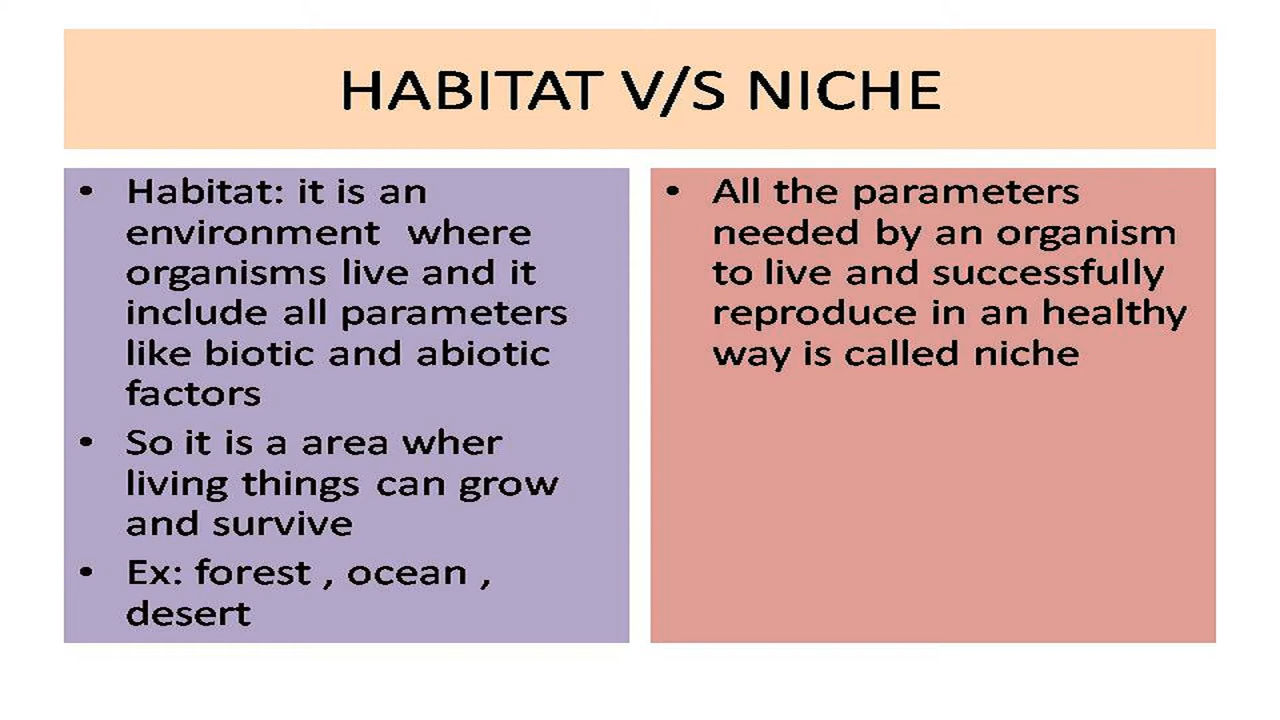 HABITAT V/S NICHE
• Habitat: it is an
environment where
organisms live and it
include all parameters
like biotic and abiotic
factors
• So it is a area wher
living things can grow
and survive
• Ex: forest , ocean ,
desert
• All the parameters
needed by an organism
to live and successfully
reproduce in an healthy
way is called niche